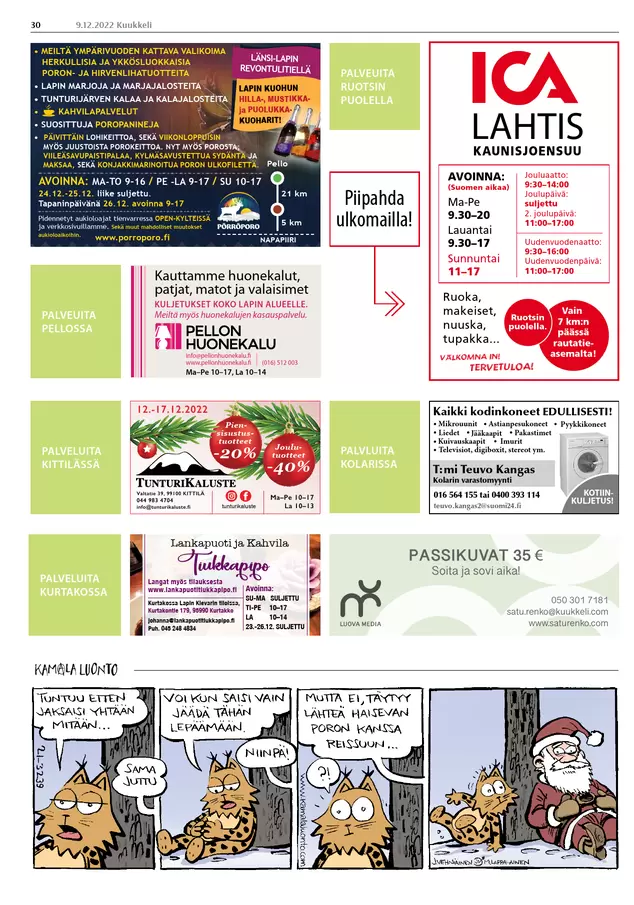 30
9.12.2022 Kuukkeli
• MEILTÄ YMPÄRIVUODEN KATTAVA VALIKOIMA
HERKULLISIA JA YKKÖSLUOKKAISIA
PORON- JA HIRVENLIHATUOTTEITA
• LAPIN MARJOJA JA MARJAJALOSTEITA
• TUNTURIJÄRVEN KALAA JA KALAJALOSTEITA
• KAHVILAPALVELUT
• SUOSITTUJA POROPANINEJA
• PÄIVITTÄIN LOHIKEITTOA, SEKÄ VIIKONLOPPUISIN
MYÖS JUUSTOISTA POROKEITTOA. NYT MYÖS POROSTA;
VIILEÄSAVUPAISTIPALAA, KYLMÄSAVUSTETTUA SYDÄNTÄ JA
MAKSAA, SEKÄ KONJAKKIMARINOITUA PORON ULKOFILETTÄ.
AVOINNA: MA-TO 9-16 / PE -LA 9-17 / SU 10-17
24.12.-25.12. liike suljettu.
Tapaninpäivänä 26.12. avoinna 9-17
Pidennetyt aukioloajat tienvarressa OPEN-KYLTEISSÄ
ja verkkosivuillamme. Sekä muut mahdolliset muutokset
aukioloaikoihin.
www.porroporo.fi
LÄNSI-LAPIN
REVONTULITIELLÄ
LAPIN KUOHUN
HILLA-, MUSTIKKA-
ja PUOLUKKA-
KUOHARIT!
Pello
21 km
5 km
NAPAPIIRI
PÖRRÖPORO
PALVEUITA
RUOTSIN
PUOLELLA
Piipahda
ulkomailla!
ICA
LAHTIS
KAUNISJOENSUU
AVOINNA:
(Suomen aikaa)
Ma-Pe
9.30–20
Lauantai
9.30–17
Sunnuntai
11–17
Jouluaatto:
9:30–14:00
Joulupäivä:
suljettu
2. joulupäivä:
11:00–17:00
Uudenvuodenaatto:
9:30–16:00
Uudenvuodenpäivä:
11:00–17:00
Ruoka,
makeiset,
nuuska,
tupakka...
Ruotsin
puolella.
Vain
7 km:n
päässä
rautatie-
asemalta!
VÄLKOMNA IN!
TERVETULOA!
PALVEUITA
PELLOSSA
Kauttamme huonekalut,
patjat, matot ja valaisimet
KULJETUKSET KOKO LAPIN ALUEELLE.
Meiltä myös huonekalujen kasauspalvelu.
PELLON
HUONEKALU
info@pellonhuonekalu.fi
www.pellonhuonekalu.fi
(016) 512 003
Ma–Pe 10–17, La 10–14
PALVELUITA
KITTILÄSSÄ
12.-17.12.2022
Pien-
sisustus-
tuotteet
-20%
Joulu-
tuotteet
-40%
TUNTURIKALUSTE
Valtatie 39, 99100 KITTILÄ
044 983 4704
info@tunturikaluste.fi
tunturikaluste
Ma–Pe 10–17
La 10–13
PALVLUITA
KOLARISSA
Kaikki kodinkoneet EDULLISESTI!
• Mikrouunit • Astianpesukoneet • Pyykkikoneet
• Liedet • Jääkaapit • Pakastimet
• Kuivauskaapit • Imurit
• Televisiot, digiboxit, stereot ym.
T:mi Teuvo Kangas
Kolarin varastomyynti
016 564 155 tai 0400 393 114
teuvo.kangas2@suomi24.fi
KOTIIN-
KULJETUS!
PALVELUITA
KURTAKOSSA
Lankapuoti ja Kahvila
Tiukkapipo
Langat myös tilauksesta
www.lankapuotitiukkapipo.fi
Kurtakossa Lapin Kievarin tiloissa,
Kurtakontie 179, 99990 Kurtakko
johanna@lankapuotitiukkapipo.fi
Puh. 045 248 4834
Avoinna:
SU-MA SULJETTU
TI-PE 10–17
LA 10–14
23.-26.12. SULJETTU
PASSIKUVAT 35 €
Soita ja sovi aika!
LUOVA MEDIA
050 301 7181
satu.renko@kuukkeli.com
www.saturenko.com
KAMALA LUONTO
TUNTUU ETTEN
JAKSAISI YHTÄÄN
MITÄÄN...
SAMA
JUTTU
VOI KUN SAISI VAIN
JÄÄDÄ TÄHÄN
LEPÄÄMÄÄN.
NIINPÄ!
MUTTA EI, TÄYTYY
LÄHTEÄ HAISEVAN
PORON KANSSA
REISSUUN...
?!
www.kamalaluonto.com